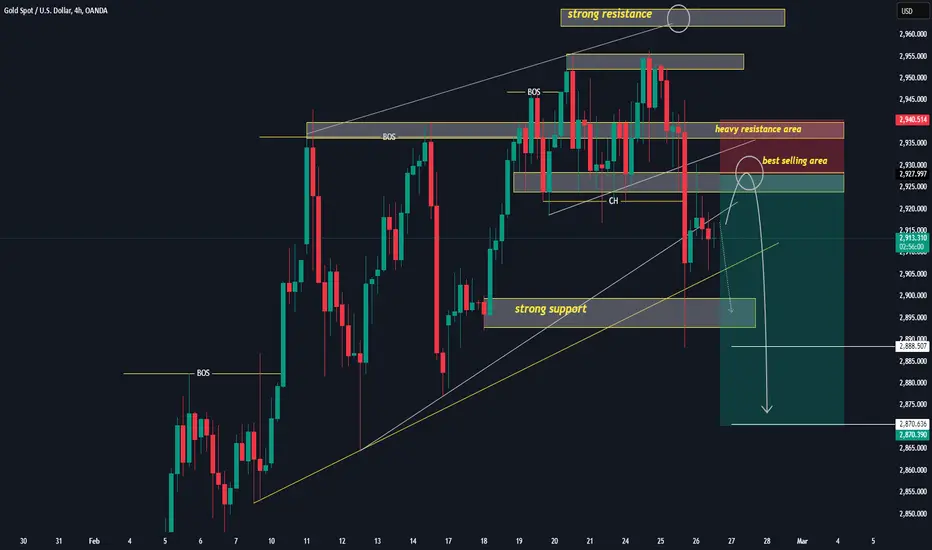 Gold Spot / U.S. Dollar, 4h, OANDA
USD
strong resistance
2,960.000
2,955.000
2,950.000
BOS
2,945.000
2,940.514
heavy resistance area
BOS
2,935.000
2,930.000
best selling area
2,927.997
2,925.000
CH
2,920.000
2,915.000
2,913.310
02:56:00
2,910.000
2,905.000
2,900.000
strong support
2,895.000
2,890.000
2,888.507
2,885.000
BOS
2,880.000
2,875.000
2,870.636
2,870.390
2,865.000
2,860.000
2,855.000
2,850.000
30 31 Feb 4 5 6 7 10 11 12 13 14 17 18 19 20 21 24 25 26 27 28 Mar 4 5